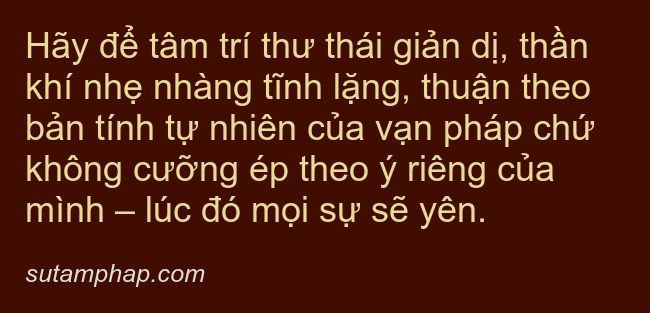 Hãy để tâm trí thư thái giản dị, thần
khí nhẹ nhàng tĩnh lặng, thuận theo
bản tính tự nhiên của vạn pháp chứ
không cưỡng ép theo ý riêng của
mình – lúc đó mọi sự sẽ yên.
sutamphap.com